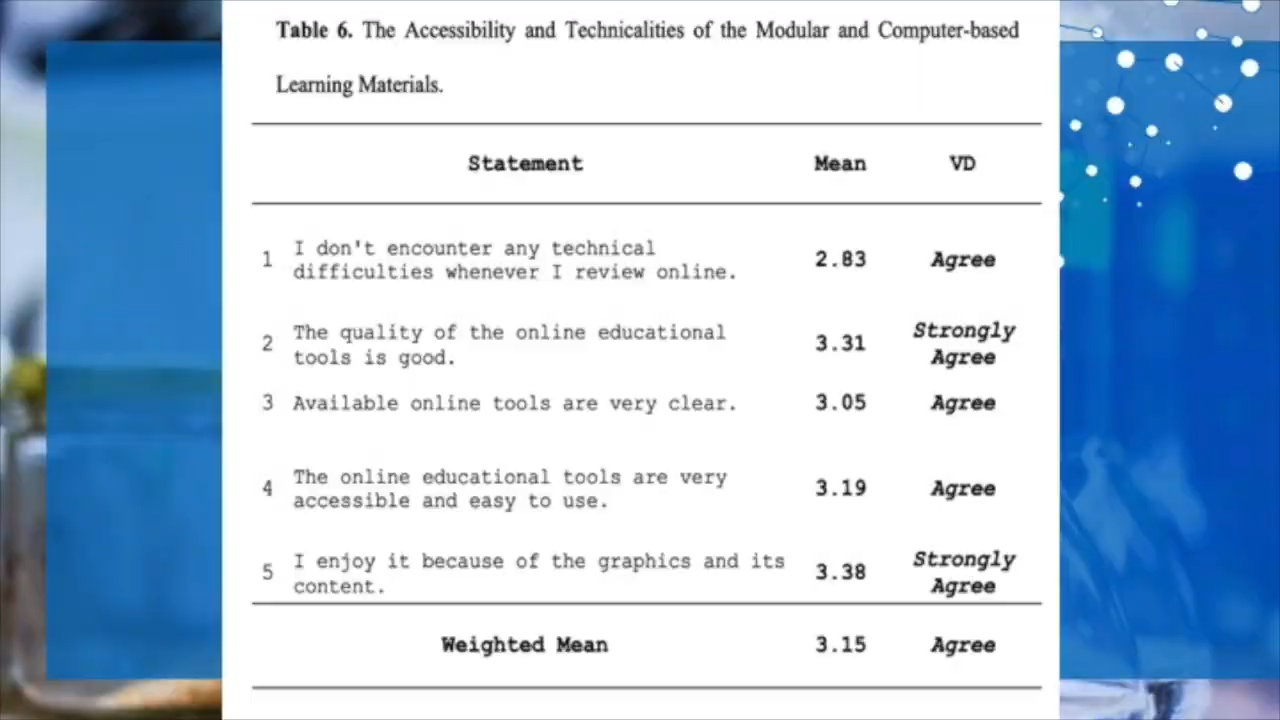 Table 6. The Accessibility and Technicalities of the Modular and Computer-based
Learning Materials.
Statement Mean VD
1 I don't encounter any technical
difficulties whenever I review online. 2.83 Agree
2 The quality of the online educational
tools is good. 3.31 Strongly
Agree
3 Available online tools are very clear. 3.05 Agree
4 The online educational tools are very
accessible and easy to use. 3.19 Agree
5 I enjoy it because of the graphics and its
content. 3.38 Strongly
Agree
Weighted Mean 3.15 Agree